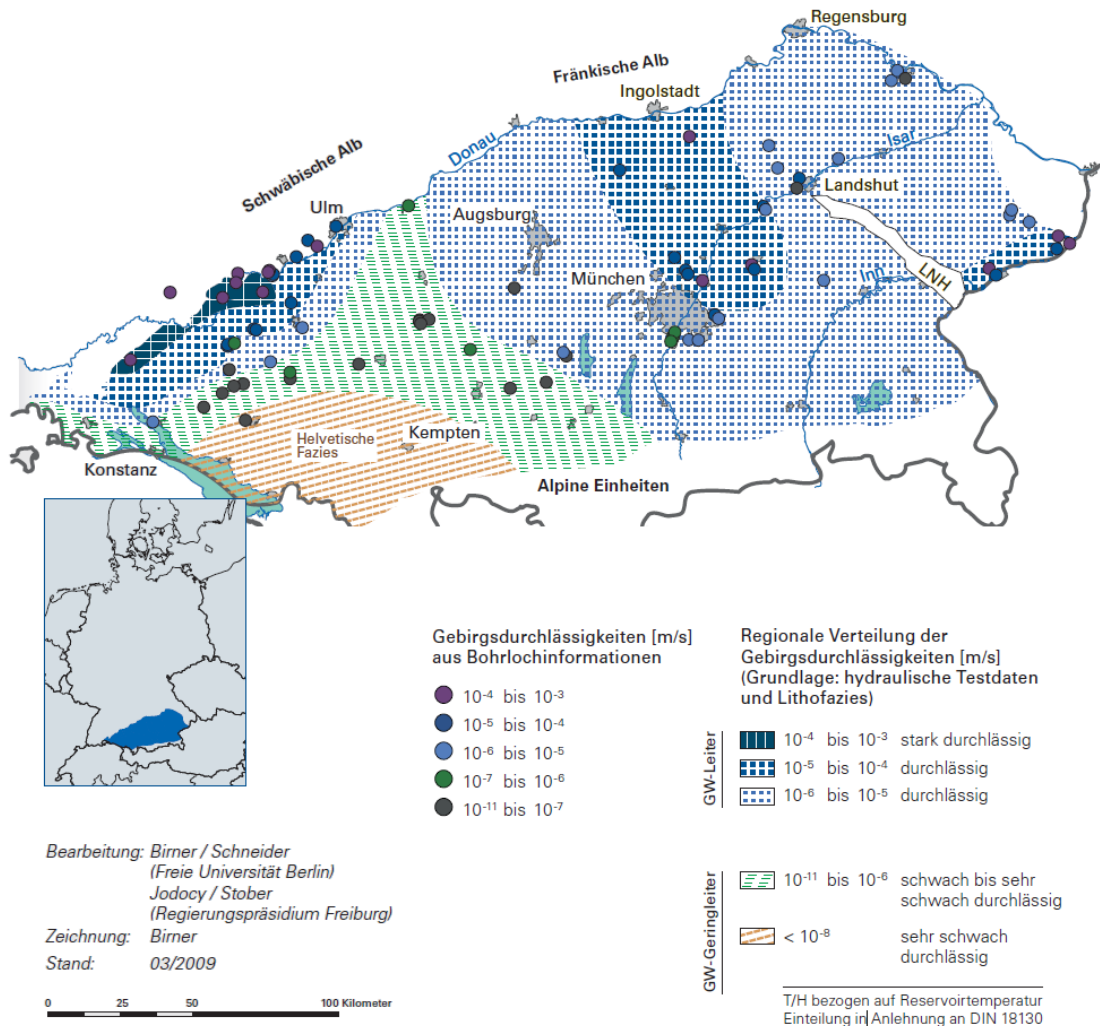 Regensburg
Fränkische Alb
Ingolstadt
Donau
Isar
Schwäbische Alb
Landshut
Ulm
Augsburg
München
Inn
LNH
Helvetische
Fazies
Kempten
Konstanz
Alpine Einheiten
Gebirgsdurchlässigkeiten [m/s]
aus Bohrlochinformationen
10⁻⁴ bis 10⁻³
10⁻⁵ bis 10⁻⁴
10⁻⁶ bis 10⁻⁵
10⁻⁷ bis 10⁻⁶
10⁻¹¹ bis 10⁻⁷
Regionale Verteilung der
Gebirgsdurchlässigkeiten [m/s]
(Grundlage: hydraulische Testdaten
und Lithofazies)
GW-Leiter
10⁻⁴ bis 10⁻³ stark durchlässig
10⁻⁵ bis 10⁻⁴ durchlässig
10⁻⁶ bis 10⁻⁵ durchlässig
GW-Geringleiter
10⁻¹¹ bis 10⁻⁶ schwach bis sehr
schwach durchlässig
< 10⁻⁸ sehr schwach
durchlässig
T/H bezogen auf Reservoirtemperatur
Einteilung in Anlehnung an DIN 18130
Bearbeitung: Birner / Schneider
(Freie Universität Berlin)
Jodocy / Stober
(Regierungspräsidium Freiburg)
Zeichnung: Birner
Stand: 03/2009
0 25 50 100 Kilometer